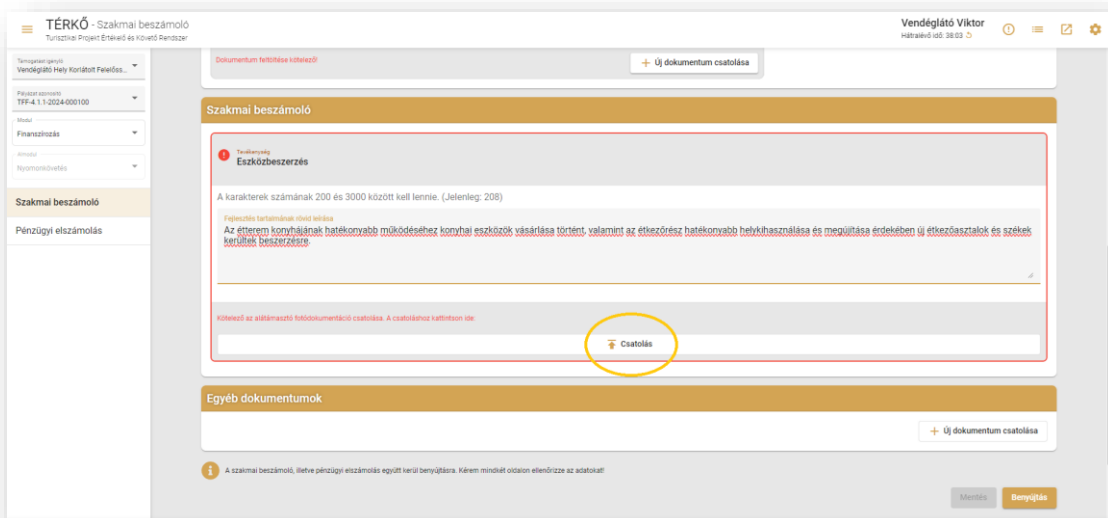 TÉRKŐ - Szakmai beszámoló
Turisztikai Projekt Értékelő és Követő Rendszer
Vendéglátó Viktor
Hátralévő idő: 38:03
Támogatást igénylő
Vendéglátó Hely Korlátolt Felelőss...
Pályázat azonosító
TFF-4.1.1-2024-000100
Modul
Finanszírozás
Almodul
Nyomonkövetés
Szakmai beszámoló
Pénzügyi elszámolás
Dokumentum feltöltése kötelező!
+ Új dokumentum csatolása
Szakmai beszámoló
Tevékenység
Eszközbeszerzés
A karakterek számának 200 és 3000 között kell lennie. (Jelenleg: 208)
Fejlesztés tartalmának rövid leírása
Az étterem konyhájának hatékonyabb működéséhez konyhai eszközök vásárlása történt, valamint az étkezőrész hatékonyabb helykihasználása és megújítása érdekében új étkezőasztalok és székek
kerültek beszerzésre.
Kötelező az alátámasztó fotódokumentáció csatolása. A csatoláshoz kattintson ide:
Csatolás
Egyéb dokumentumok
+ Új dokumentum csatolása
A szakmai beszámoló, illetve pénzügyi elszámolás együtt kerül benyújtásra. Kérem mindkét oldalon ellenőrizze az adatokat!
Mentés
Benyújtás